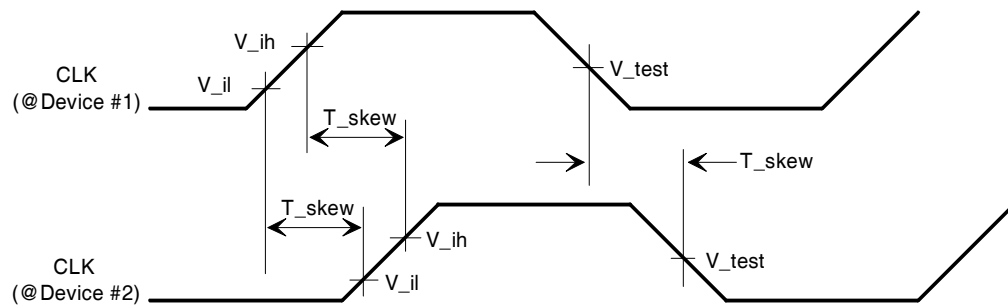 V_ih
V_test
CLK
V_il
(@Device #1)
T_skew
T_skew
T_skew
V_ih
CLK
V_test
V_il
(@Device #2)